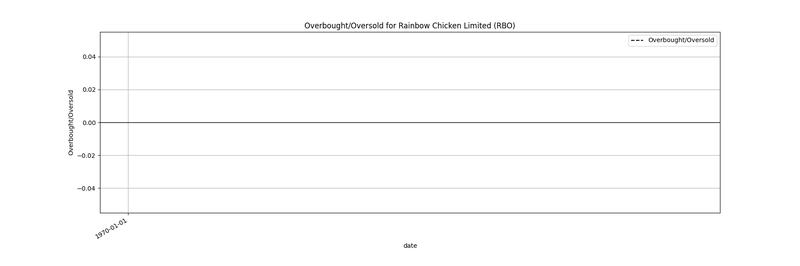 Overbought/Oversold for Rainbow Chicken Limited (RBO)
Overbought/Oversold
0.04
0.02
0.00
−0.02
−0.04
Overbought/Oversold
1970-01-01
date